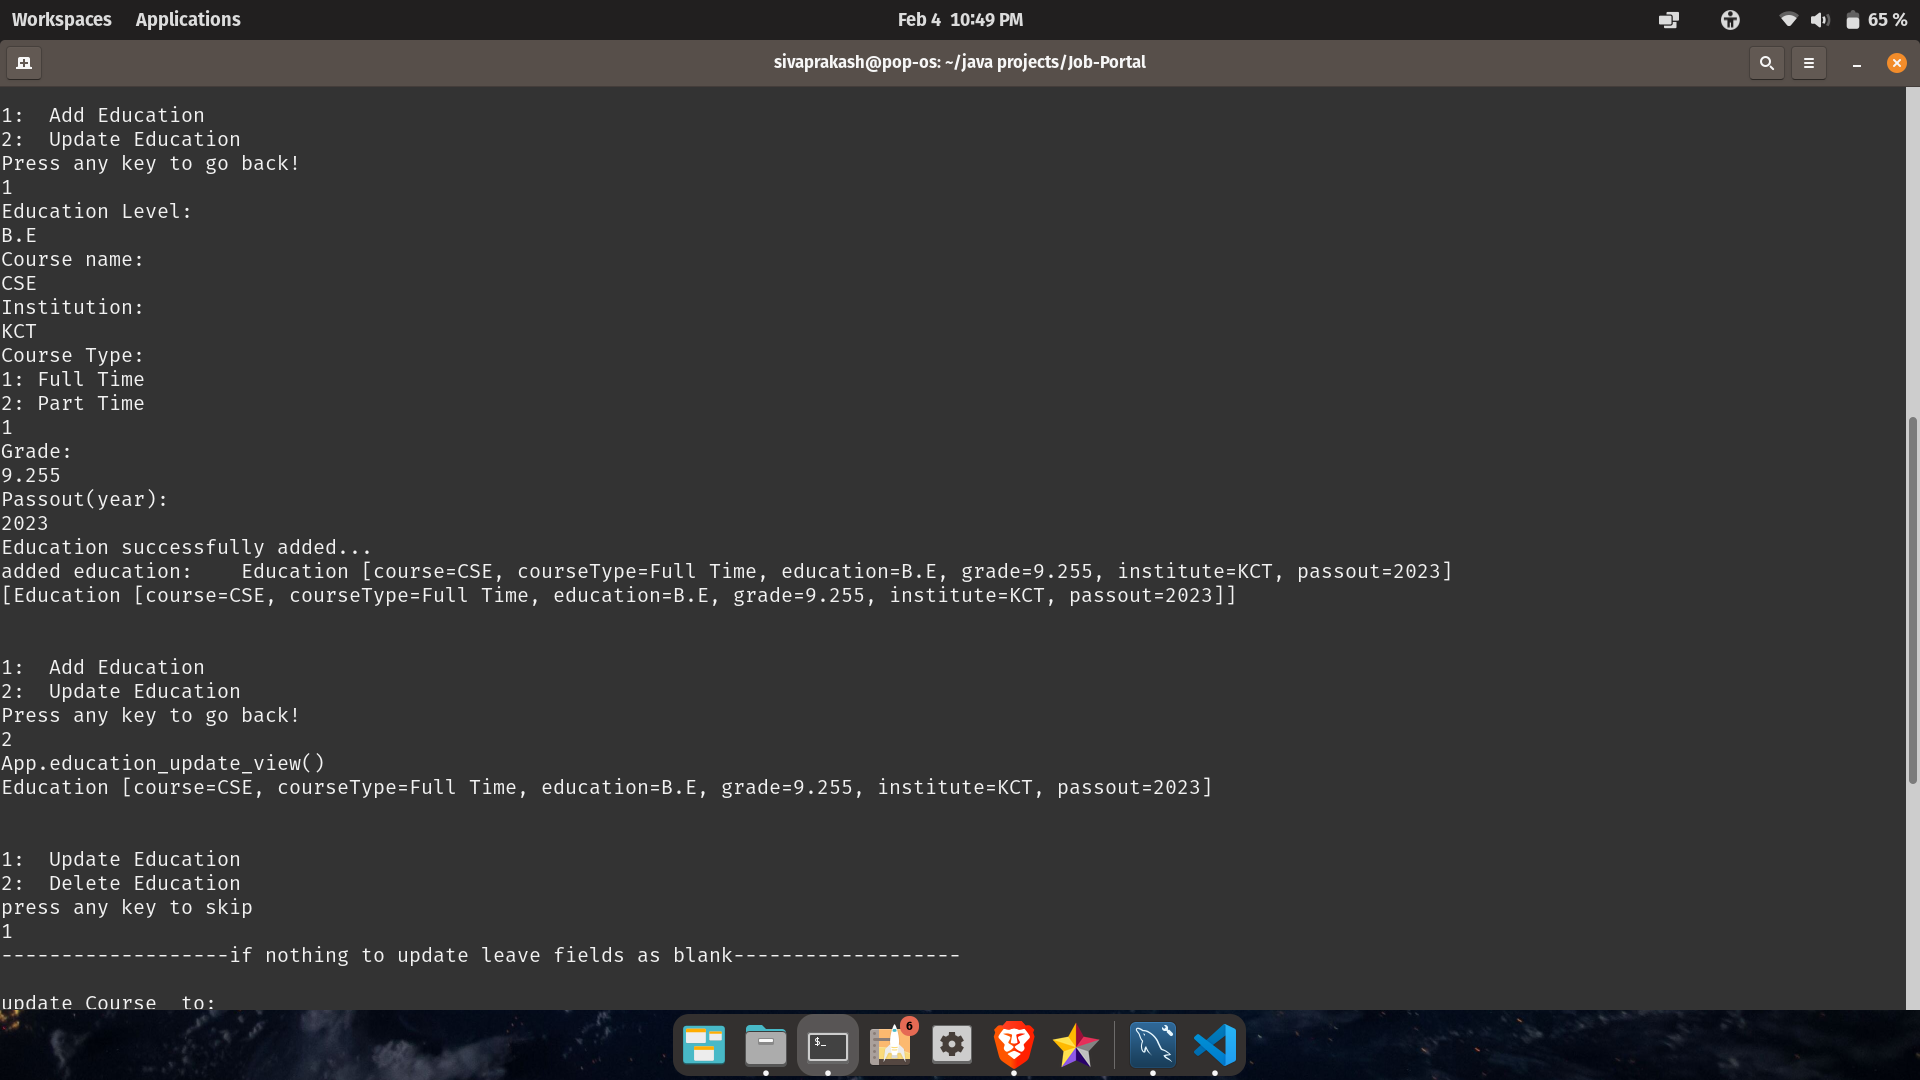 Workspaces Applications Feb 4 10:49 PM 65 %
sivaprakash@pop-os: ~/java projects/Job-Portal
1:  Add Education
2:  Update Education
Press any key to go back!
1
Education Level:
B.E
Course name:
CSE
Institution:
KCT
Course Type:
1: Full Time
2: Part Time
1
Grade:
9.255
Passout(year):
2023
Education successfully added...
added education:    Education [course=CSE, courseType=Full Time, education=B.E, grade=9.255, institute=KCT, passout=2023]
[Education [course=CSE, courseType=Full Time, education=B.E, grade=9.255, institute=KCT, passout=2023]]
1:  Add Education
2:  Update Education
Press any key to go back!
2
App.education_update_view()
Education [course=CSE, courseType=Full Time, education=B.E, grade=9.255, institute=KCT, passout=2023]
1:  Update Education
2:  Delete Education
press any key to skip
1
-------------------if nothing to update leave fields as blank-------------------
update Course  to:
$_
6